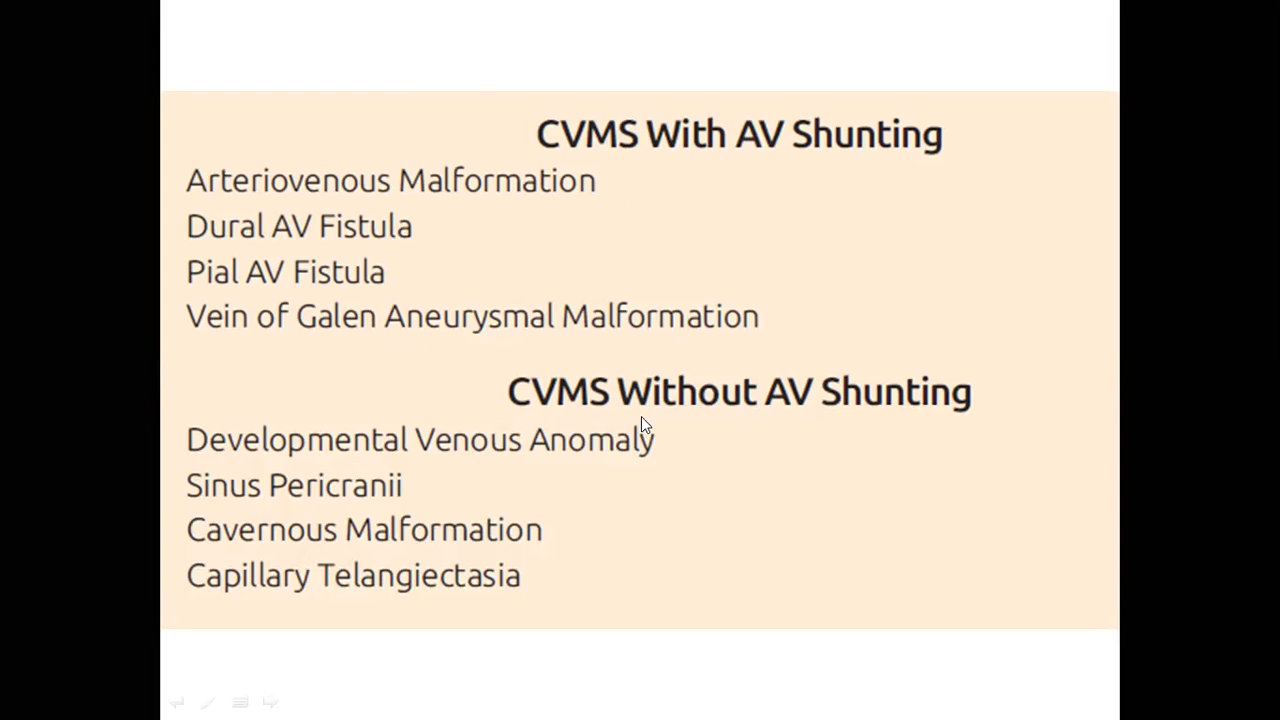 CVMS With AV Shunting
Arteriovenous Malformation
Dural AV Fistula
Pial AV Fistula
Vein of Galen Aneurysmal Malformation
CVMS Without AV Shunting
Developmental Venous Anomaly
Sinus Pericranii
Cavernous Malformation
Capillary Telangiectasia